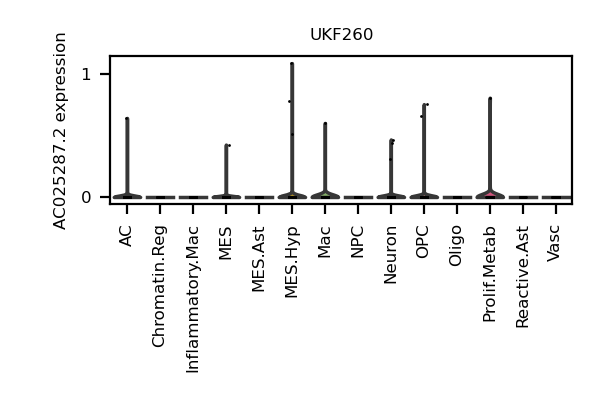 UKF260
AC025287.2 expression
1
0
AC
Chromatin.Reg
Inflammatory.Mac
MES
MES.Ast
MES.Hyp
Mac
NPC
Neuron
OPC
Oligo
Prolif.Metab
Reactive.Ast
Vasc